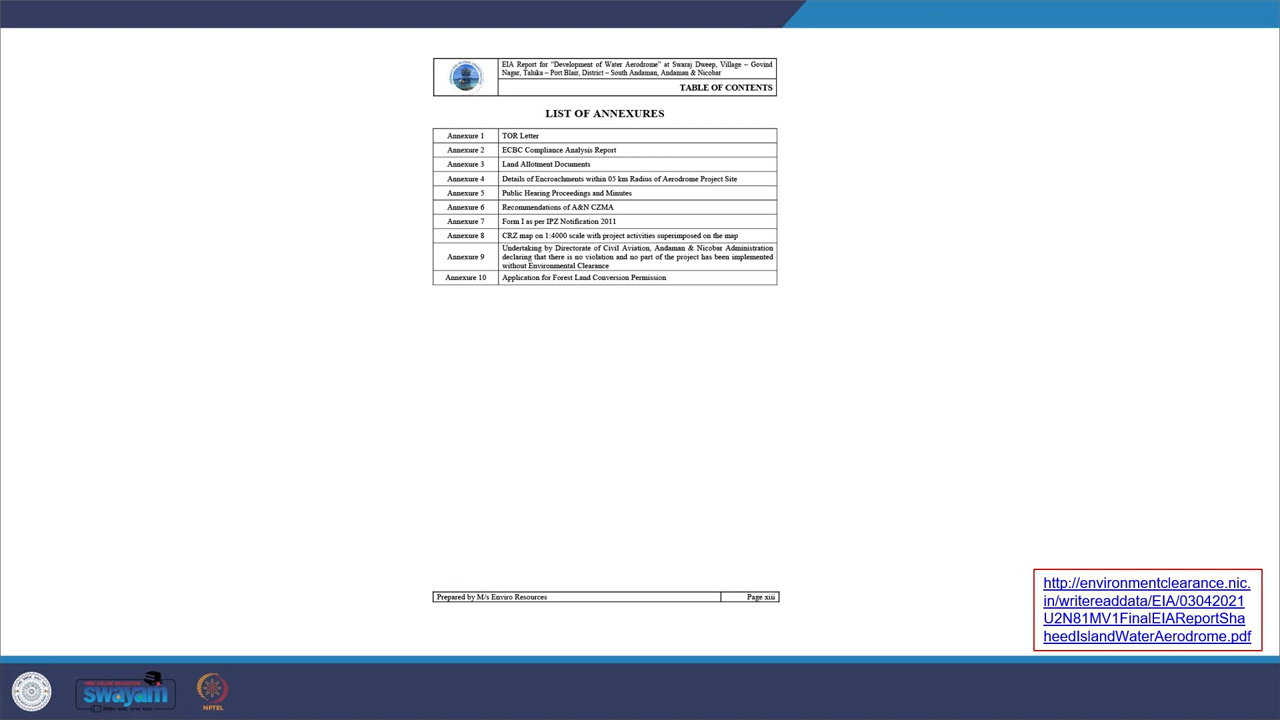 EIA Report for "Development of Water Aerodrome" at Swaraj Dweep, Village – Govind
Nagar, Taluka – Port Blair, District – South Andaman, Andaman & Nicobar
TABLE OF CONTENTS
LIST OF ANNEXURES
Annexure 1 TOR Letter
Annexure 2 ECBC Compliance Analysis Report
Annexure 3 Land Allotment Documents
Annexure 4 Details of Encroachments within 05 km Radius of Aerodrome Project Site
Annexure 5 Public Hearing Proceedings and Minutes
Annexure 6 Recommendations of A&N CZMA
Annexure 7 Form I as per IPZ Notification 2011
Annexure 8 CRZ map on 1:4000 scale with project activities superimposed on the map
Annexure 9 Undertaking by Directorate of Civil Aviation, Andaman & Nicobar Administration
declaring that there is no violation and no part of the project has been implemented
without Environmental Clearance
Annexure 10 Application for Forest Land Conversion Permission
Prepared by M/s Enviro Resources Page xiii
http://environmentclearance.nic.
in/writereaddata/EIA/03042021
U2N81MV1FinalEIAReportSha
heedIslandWaterAerodrome.pdf
FREE ONLINE EDUCATION
swayam
NPTEL